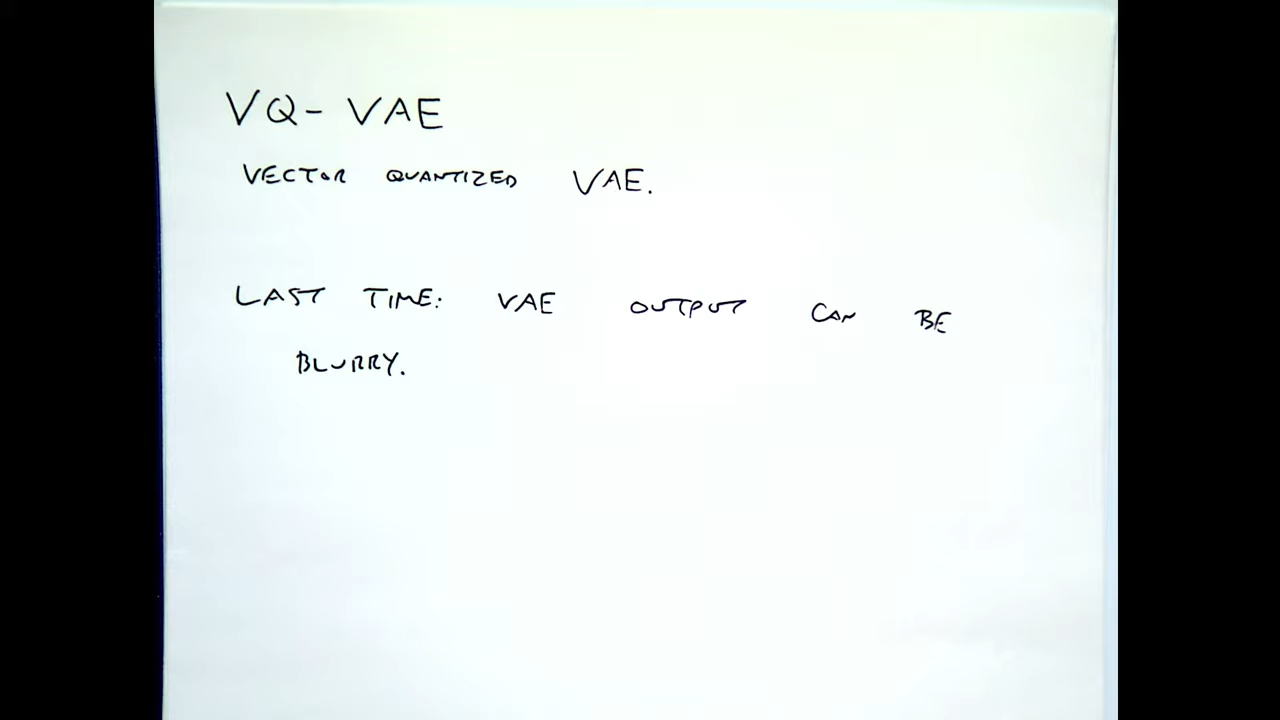 VQ-VAE
VECTOR QUANTIZED VAE.
LAST TIME: VAE OUTPUT CAN BE
BLURRY.